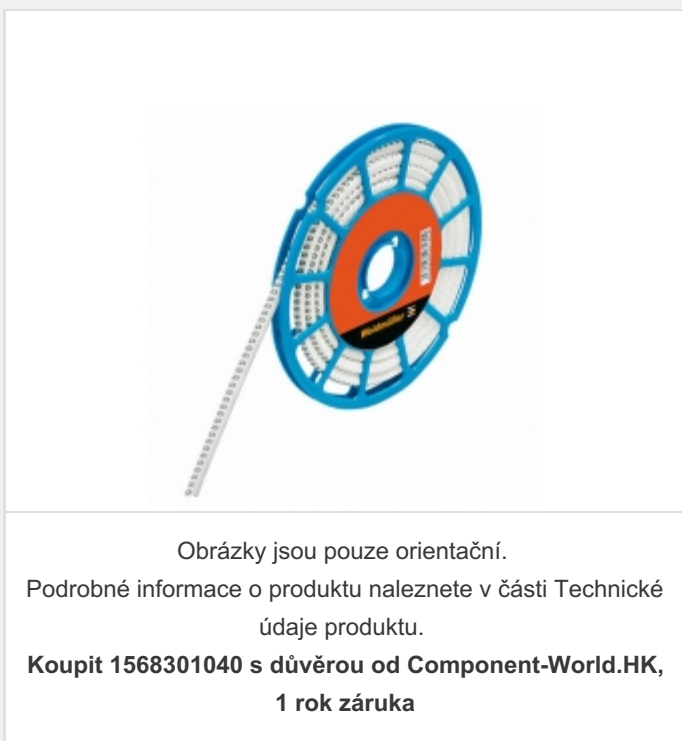 Weidmüller
Obrázky jsou pouze orientační.
Podrobné informace o produktu naleznete v části Technické
údaje produktu.
Koupit 1568301040 s důvěrou od Component-World.HK,
1 rok záruka